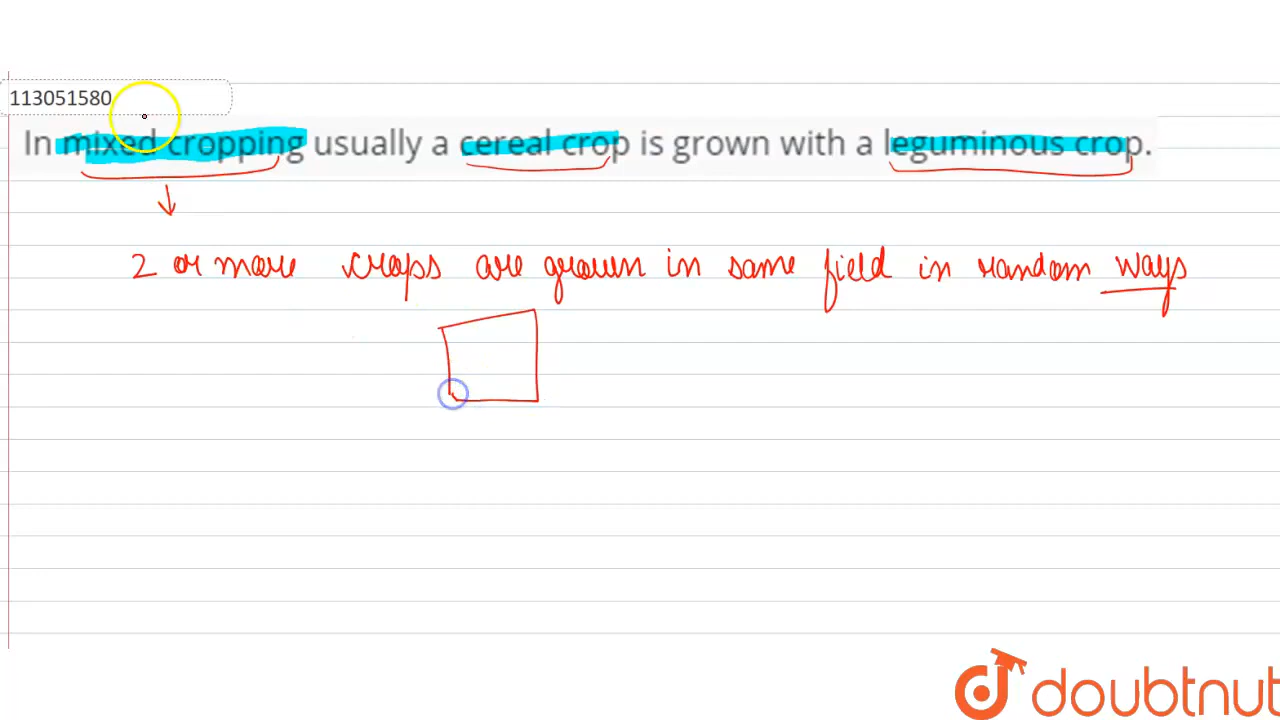 113051580
In mixed cropping usually a cereal crop is grown with a leguminous crop.
2 or more crops are grown in same field in random ways
doubtnut